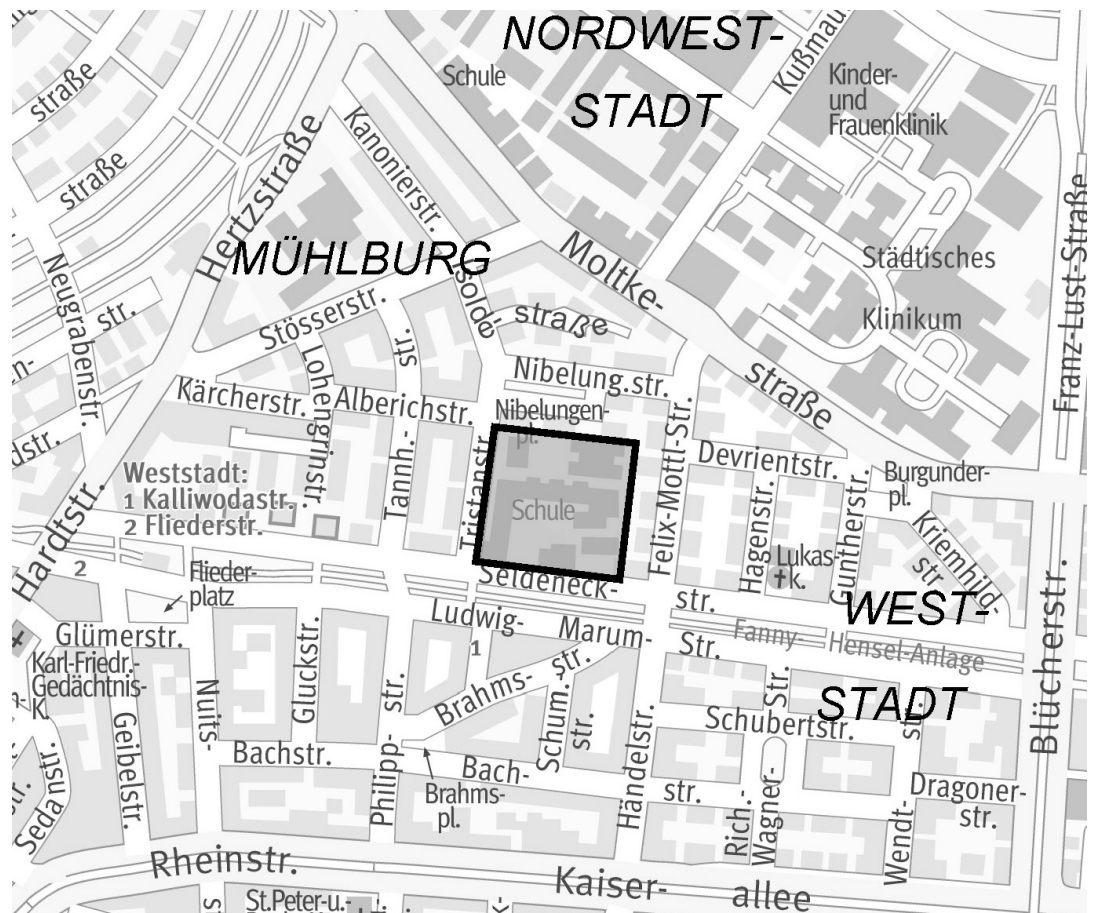 NORDWEST-
STADT
Schule
Kinder-
und
Frauenklinik
straße
straße
Hertzstraße
Kanonierstr.
Franz-Lust-Straße
MÜHLBURG
Moltke-
straße
Städtisches
Klinikum
Neugrabenstr.
str.
Stösserstr.
Isolde-
straße
Lohengrinstr.
str.
Tannh.-
Kärcherstr.
Alberichstr.
Nibelung.str.
Nibelungen-
pl.
Tristanstr.
Felix-Mottl-Str.
Devrientstr.
Burgunder-
pl.
Weststadt:
1 Kalliwodastr.
2 Fliederstr.
Schule
Hagenstr.
Guntherstr.
Kriemhild-
str.
Lukas-
k.
Hardtstr.
2
Flieder-
platz
Seldeneck-
str.
WEST-
STADT
Ludwig-
Marum-
Str.
Fanny-
Hensel-Anlage
Blücherstr.
Glümerstr.
1
Karl-Friedr.-
Gedächtnis-
K.
Nuits-
Gluckstr.
Philipp-
str.
Brahms-
str.
Schum.
str.
Händelstr.
Schubertstr.
Rich.-
Wagner-
Str.
Wendt-
str.
Geibelstr.
Bachstr.
Bach-
str.
Brahms-
pl.
Dragoner-
str.
Sedanstr.
Rheinstr.
Kaiser-
allee
St.Peter-u.-